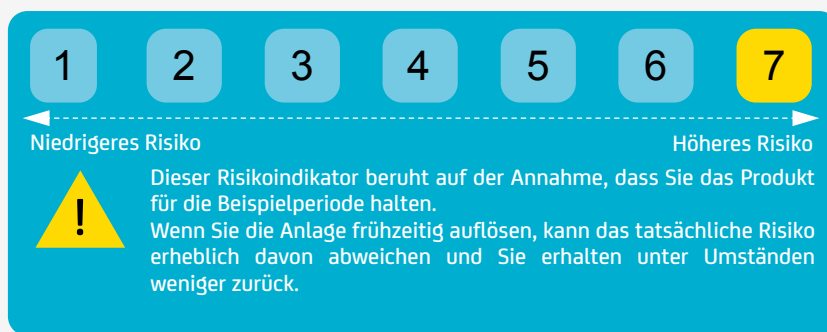 1 2 3 4 5 6 7
Niedrigeres Risiko Höheres Risiko
!
Dieser Risikoindikator beruht auf der Annahme, dass Sie das Produkt
für die Beispielperiode halten.
Wenn Sie die Anlage frühzeitig auflösen, kann das tatsächliche Risiko
erheblich davon abweichen und Sie erhalten unter Umständen
weniger zurück.